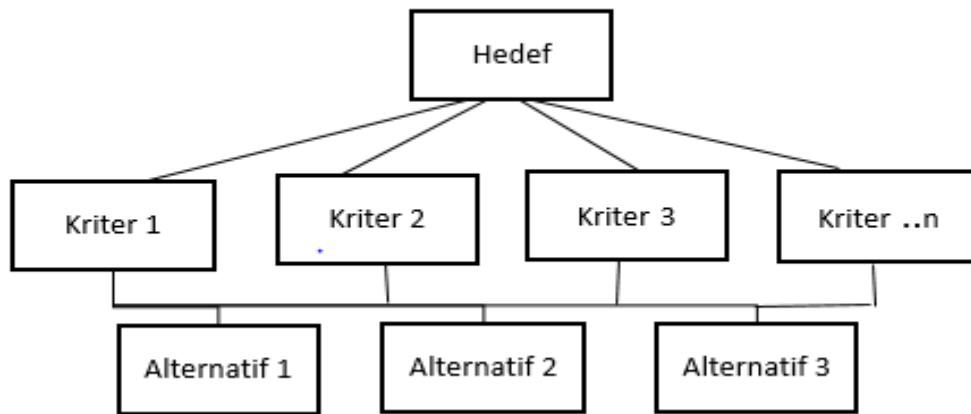 Hedef
Kriter 1
Kriter 2
Kriter 3
Kriter ..n
Alternatif 1
Alternatif 2
Alternatif 3